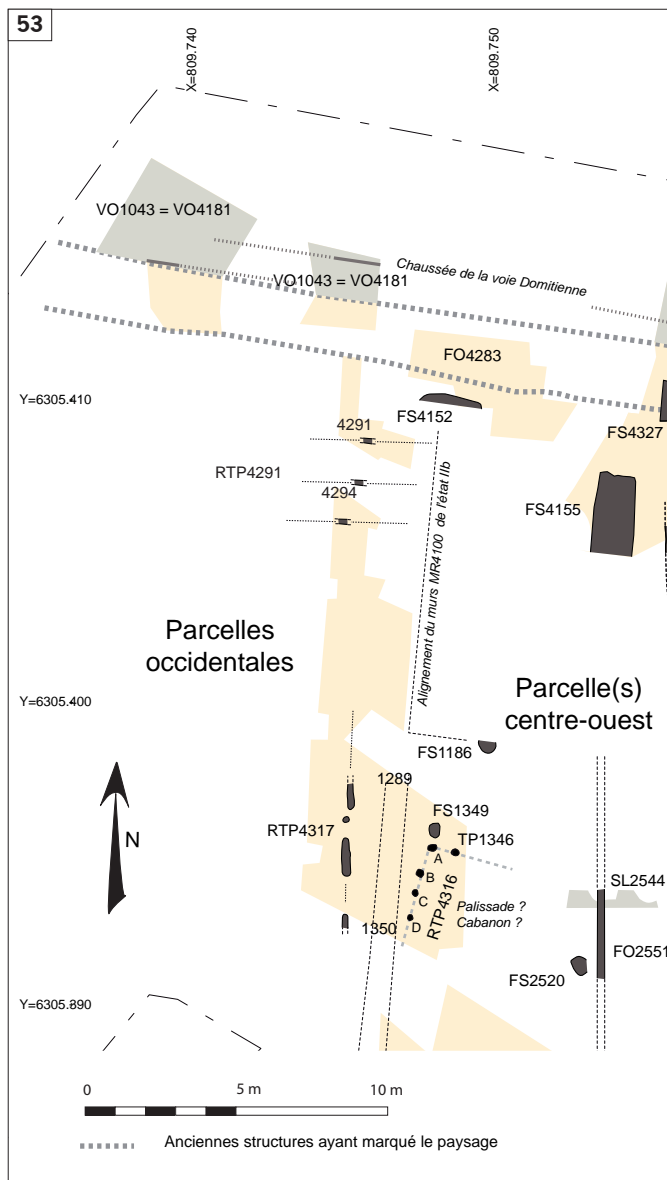 53
X=809.740
X=809.750
VO1043 = VO4181
Chaussée de la voie Domitienne
VO1043 = VO4181
FO4283
Y=6305.410
FS4152
4291
FS4327
RTP4291
4294
FS4155
Alignement du murs MR4100 de l'état IIb
Parcelles
occidentales
Parcelle(s)
centre-ouest
Y=6305.400
FS1186
1289
FS1349
RTP4317
TP1346
N
A
B
C
D
RTP4316
Palissade ?
Cabanon ?
SL2544
1350
FO2551
FS2520
Y=6305.890
0
5 m
10 m
Anciennes structures ayant marqué le paysage